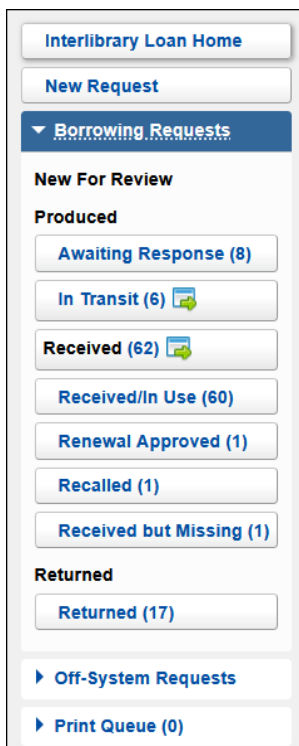 Interlibrary Loan Home
New Request
Borrowing Requests
New For Review
Produced
Awaiting Response (8)
In Transit (6)
Received (62)
Received/In Use (60)
Renewal Approved (1)
Recalled (1)
Received but Missing (1)
Returned
Returned (17)
Off-System Requests
Print Queue (0)